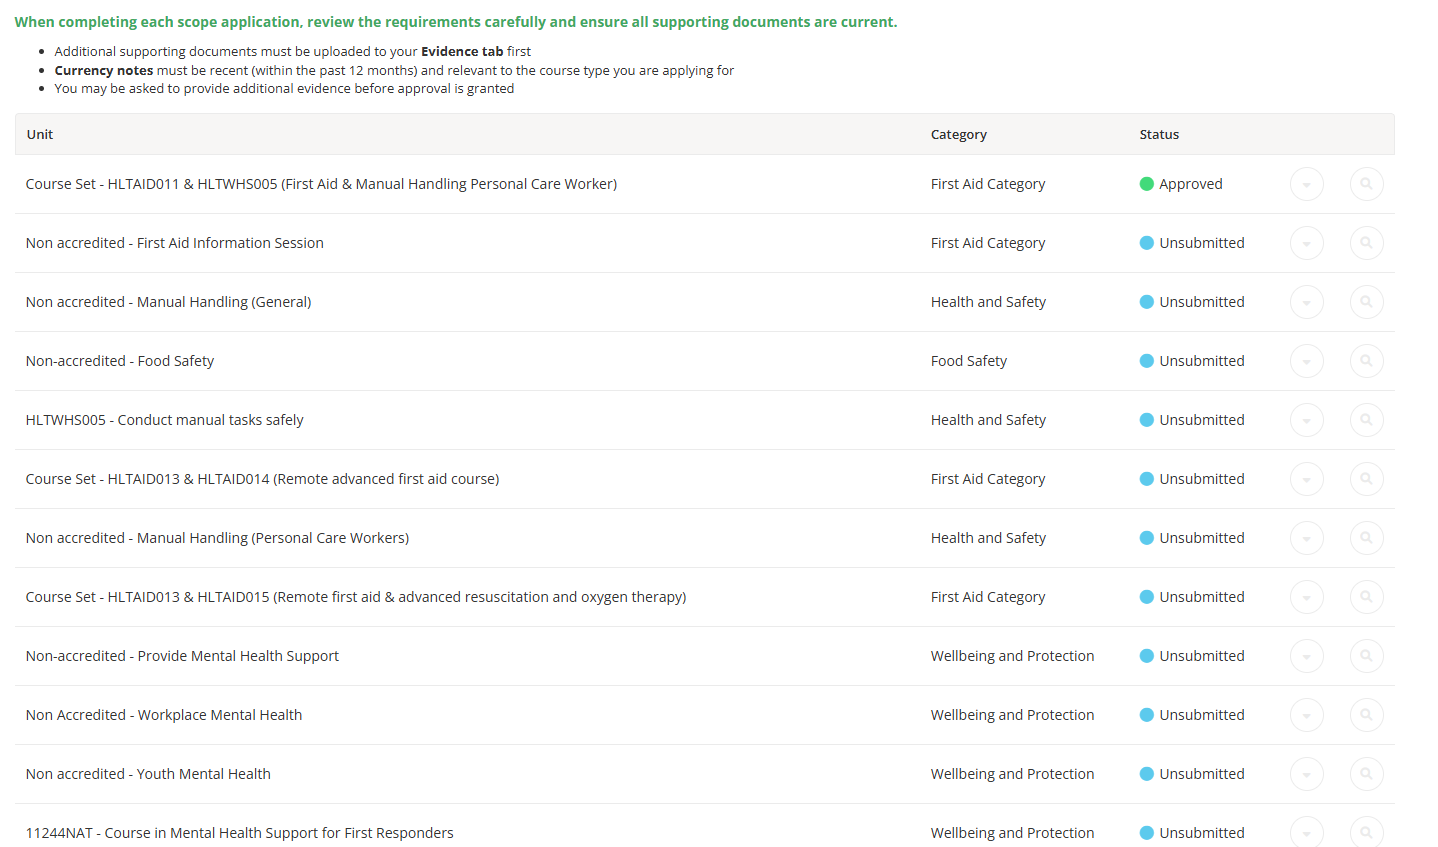 When completing each scope application, review the requirements carefully and ensure all supporting documents are current.
Additional supporting documents must be uploaded to your Evidence tab first
Currency notes must be recent (within the past 12 months) and relevant to the course type you are applying for
You may be asked to provide additional evidence before approval is granted
Unit Category Status
Course Set - HLTAID011 & HLTWHS005 (First Aid & Manual Handling Personal Care Worker) First Aid Category Approved
Non accredited - First Aid Information Session First Aid Category Unsubmitted
Non accredited - Manual Handling (General) Health and Safety Unsubmitted
Non-accredited - Food Safety Food Safety Unsubmitted
HLTWHS005 - Conduct manual tasks safely Health and Safety Unsubmitted
Course Set - HLTAID013 & HLTAID014 (Remote advanced first aid course) First Aid Category Unsubmitted
Non accredited - Manual Handling (Personal Care Workers) Health and Safety Unsubmitted
Course Set - HLTAID013 & HLTAID015 (Remote first aid & advanced resuscitation and oxygen therapy) First Aid Category Unsubmitted
Non-accredited - Provide Mental Health Support Wellbeing and Protection Unsubmitted
Non Accredited - Workplace Mental Health Wellbeing and Protection Unsubmitted
Non accredited - Youth Mental Health Wellbeing and Protection Unsubmitted
11244NAT - Course in Mental Health Support for First Responders Wellbeing and Protection Unsubmitted